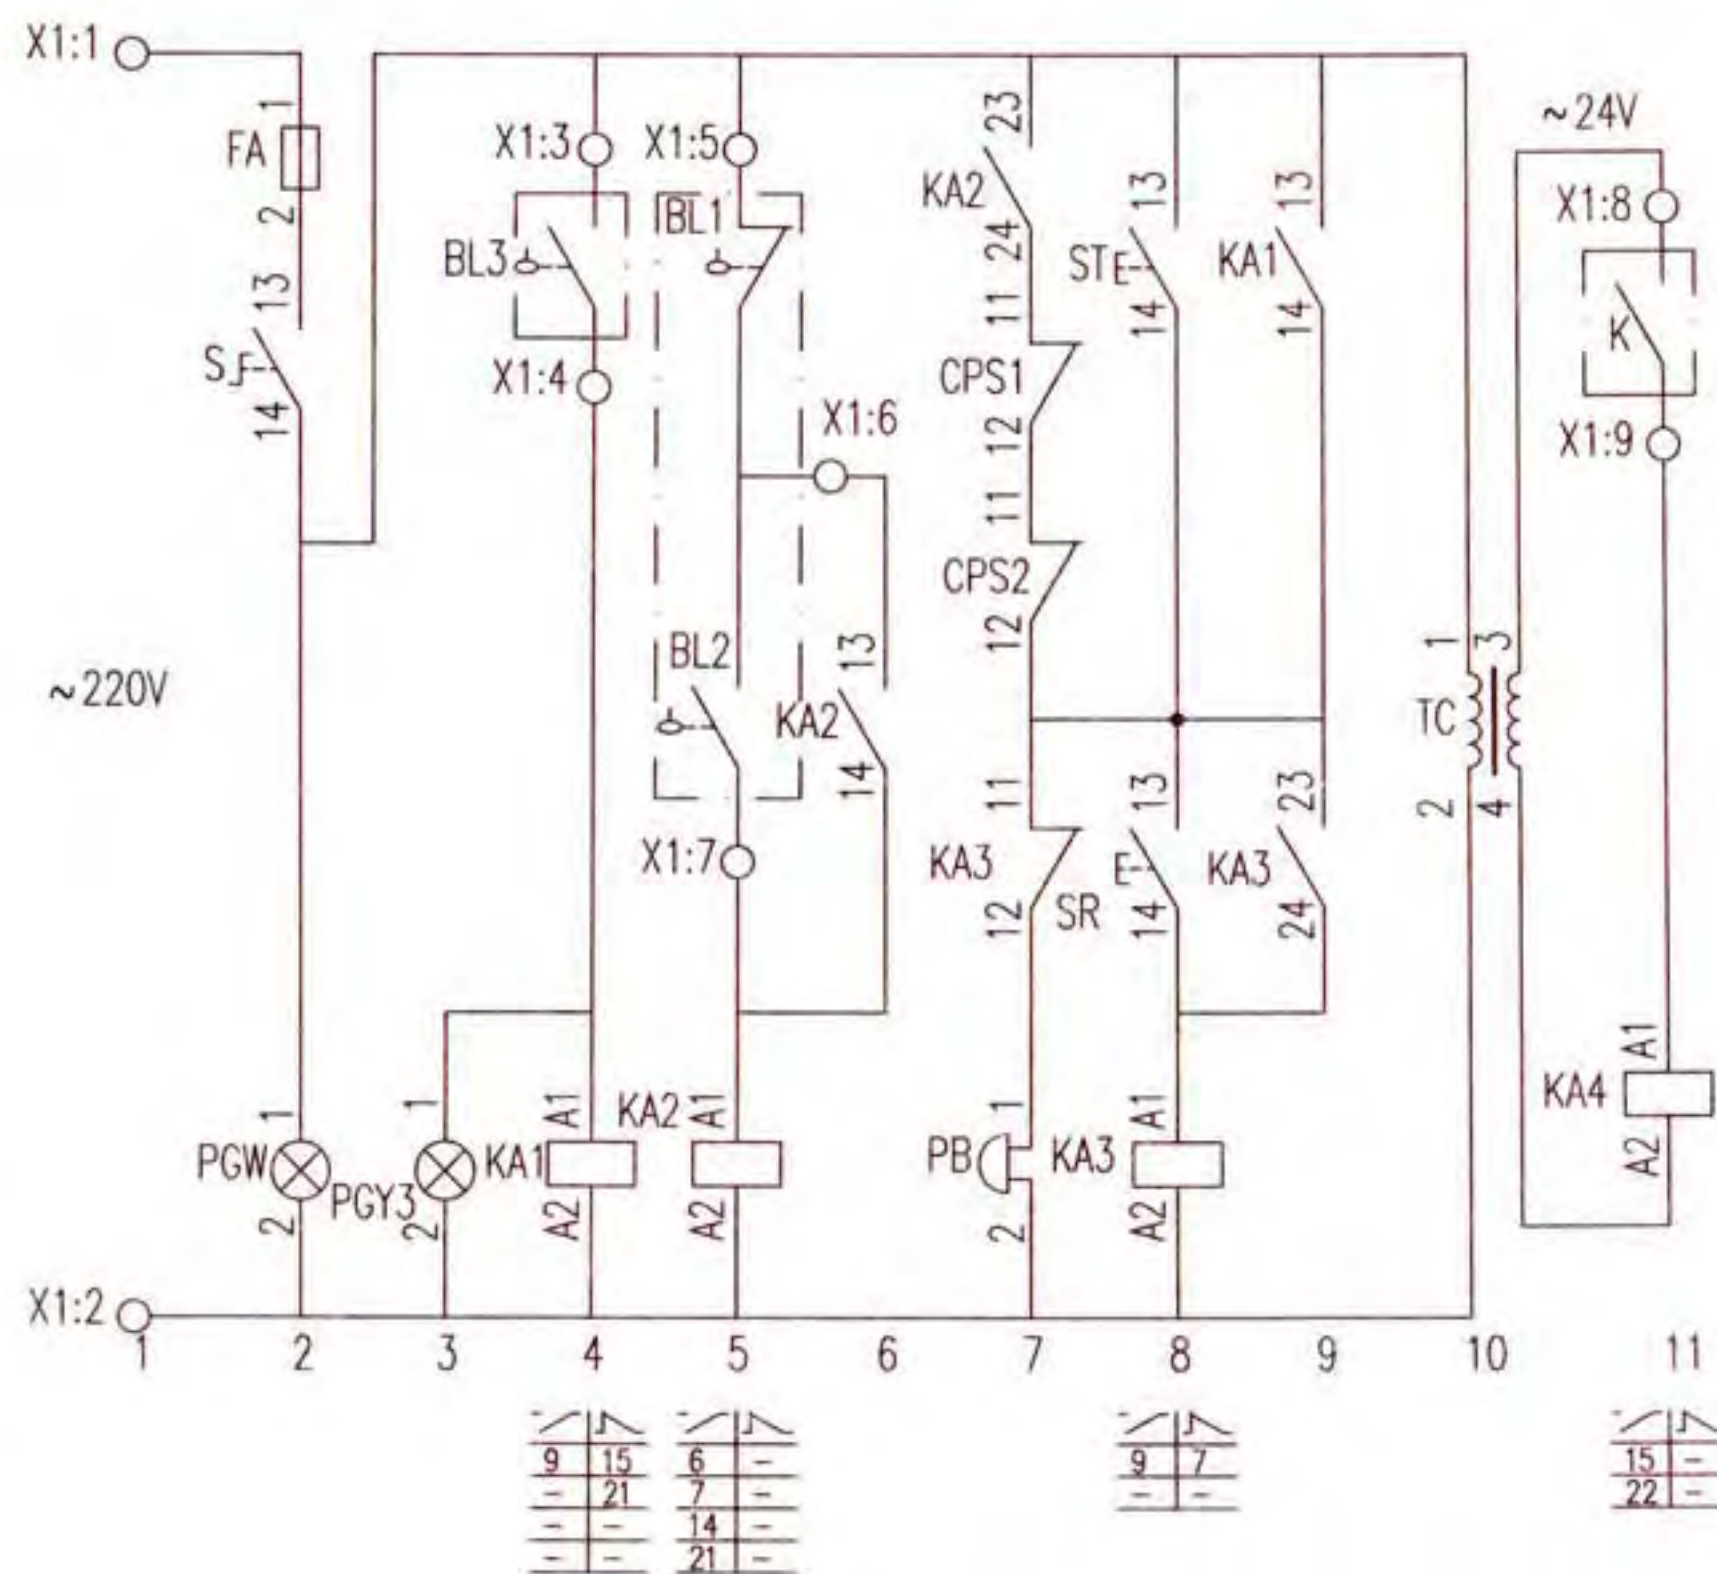 X1:1
1
FA
2
13
S
14
~220V
X1:3
X1:5
BL3
BL1
X1:4
X1:6
BL2
13
KA2
14
X1:7
23
KA2
24
11
CPS1
12
11
CPS2
12
13
ST
14
13
KA1
14
11
KA3
12
13
SR
14
23
KA3
24
~24V
X1:8
K
X1:9
1
3
TC
2
4
A1
KA4
A2
1
PGW
2
1
PGY3
2
A1
KA1
A2
KA2
A1
A2
1
PB
2
A1
KA3
A2
X1:2
1 2 3 4 5 6 7 8 9 10 11
9 15 6 - 9 7 15 -
- 21 7 - - - 22 -
- - 14 -
- - 21 -